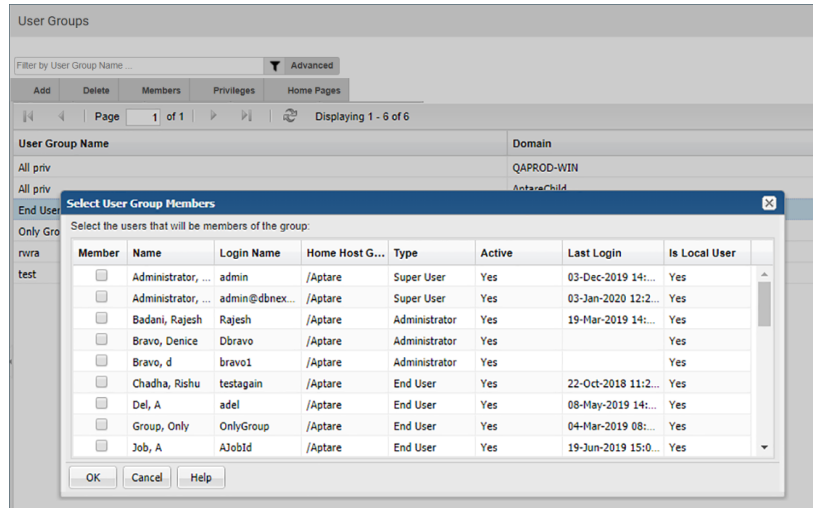 User Groups
Filter by User Group Name ... Advanced
Add Delete Members Privileges Home Pages
Page 1 of 1 Displaying 1 - 6 of 6
User Group Name Domain
All priv QAPROD-WIN
All priv AptareChild
End User
Only Gro
rwra
test
Select User Group Members
Select the users that will be members of the group:
Member Name Login Name Home Host G... Type Active Last Login Is Local User
Administrator, ... admin /Aptare Super User Yes 03-Dec-2019 14:... Yes
Administrator, ... admin@dbnex... /Aptare Super User Yes 03-Jan-2020 12:2... Yes
Badani, Rajesh Rajesh /Aptare Administrator Yes 19-Mar-2019 14:... Yes
Bravo, Denice Dbravo /Aptare Administrator Yes Yes
Bravo, d bravo1 /Aptare Administrator Yes Yes
Chadha, Rishu testagain /Aptare End User Yes 22-Oct-2018 11:2... Yes
Del, A adel /Aptare End User Yes 08-May-2019 14:... Yes
Group, Only OnlyGroup /Aptare End User Yes 04-Mar-2019 08:... Yes
Job, A AJobId /Aptare End User Yes 19-Jun-2019 15:0... Yes
OK Cancel Help